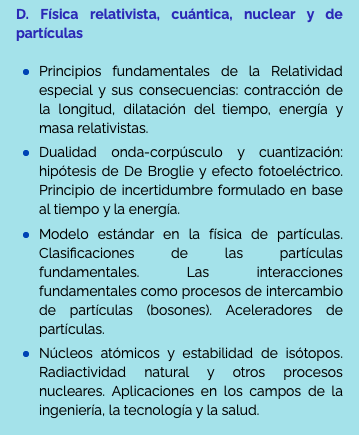 D. Física relativista, cuántica, nuclear y de
partículas
• Principios fundamentales de la Relatividad
especial y sus consecuencias: contracción de
la longitud, dilatación del tiempo, energía y
masa relativistas.
• Dualidad onda-corpúsculo y cuantización:
hipótesis de De Broglie y efecto fotoeléctrico.
Principio de incertidumbre formulado en base
al tiempo y la energía.
• Modelo estándar en la física de partículas.
Clasificaciones de las partículas
fundamentales. Las interacciones
fundamentales como procesos de intercambio
de partículas (bosones). Aceleradores de
partículas.
• Núcleos atómicos y estabilidad de isótopos.
Radiactividad natural y otros procesos
nucleares. Aplicaciones en los campos de la
ingeniería, la tecnología y la salud.